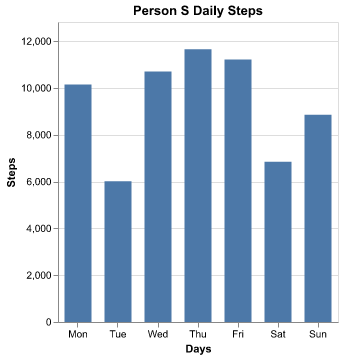 Person S Daily Steps
12,000
10,000
8,000
6,000
4,000
2,000
0
Steps
Mon Tue Wed Thu Fri Sat Sun
Days